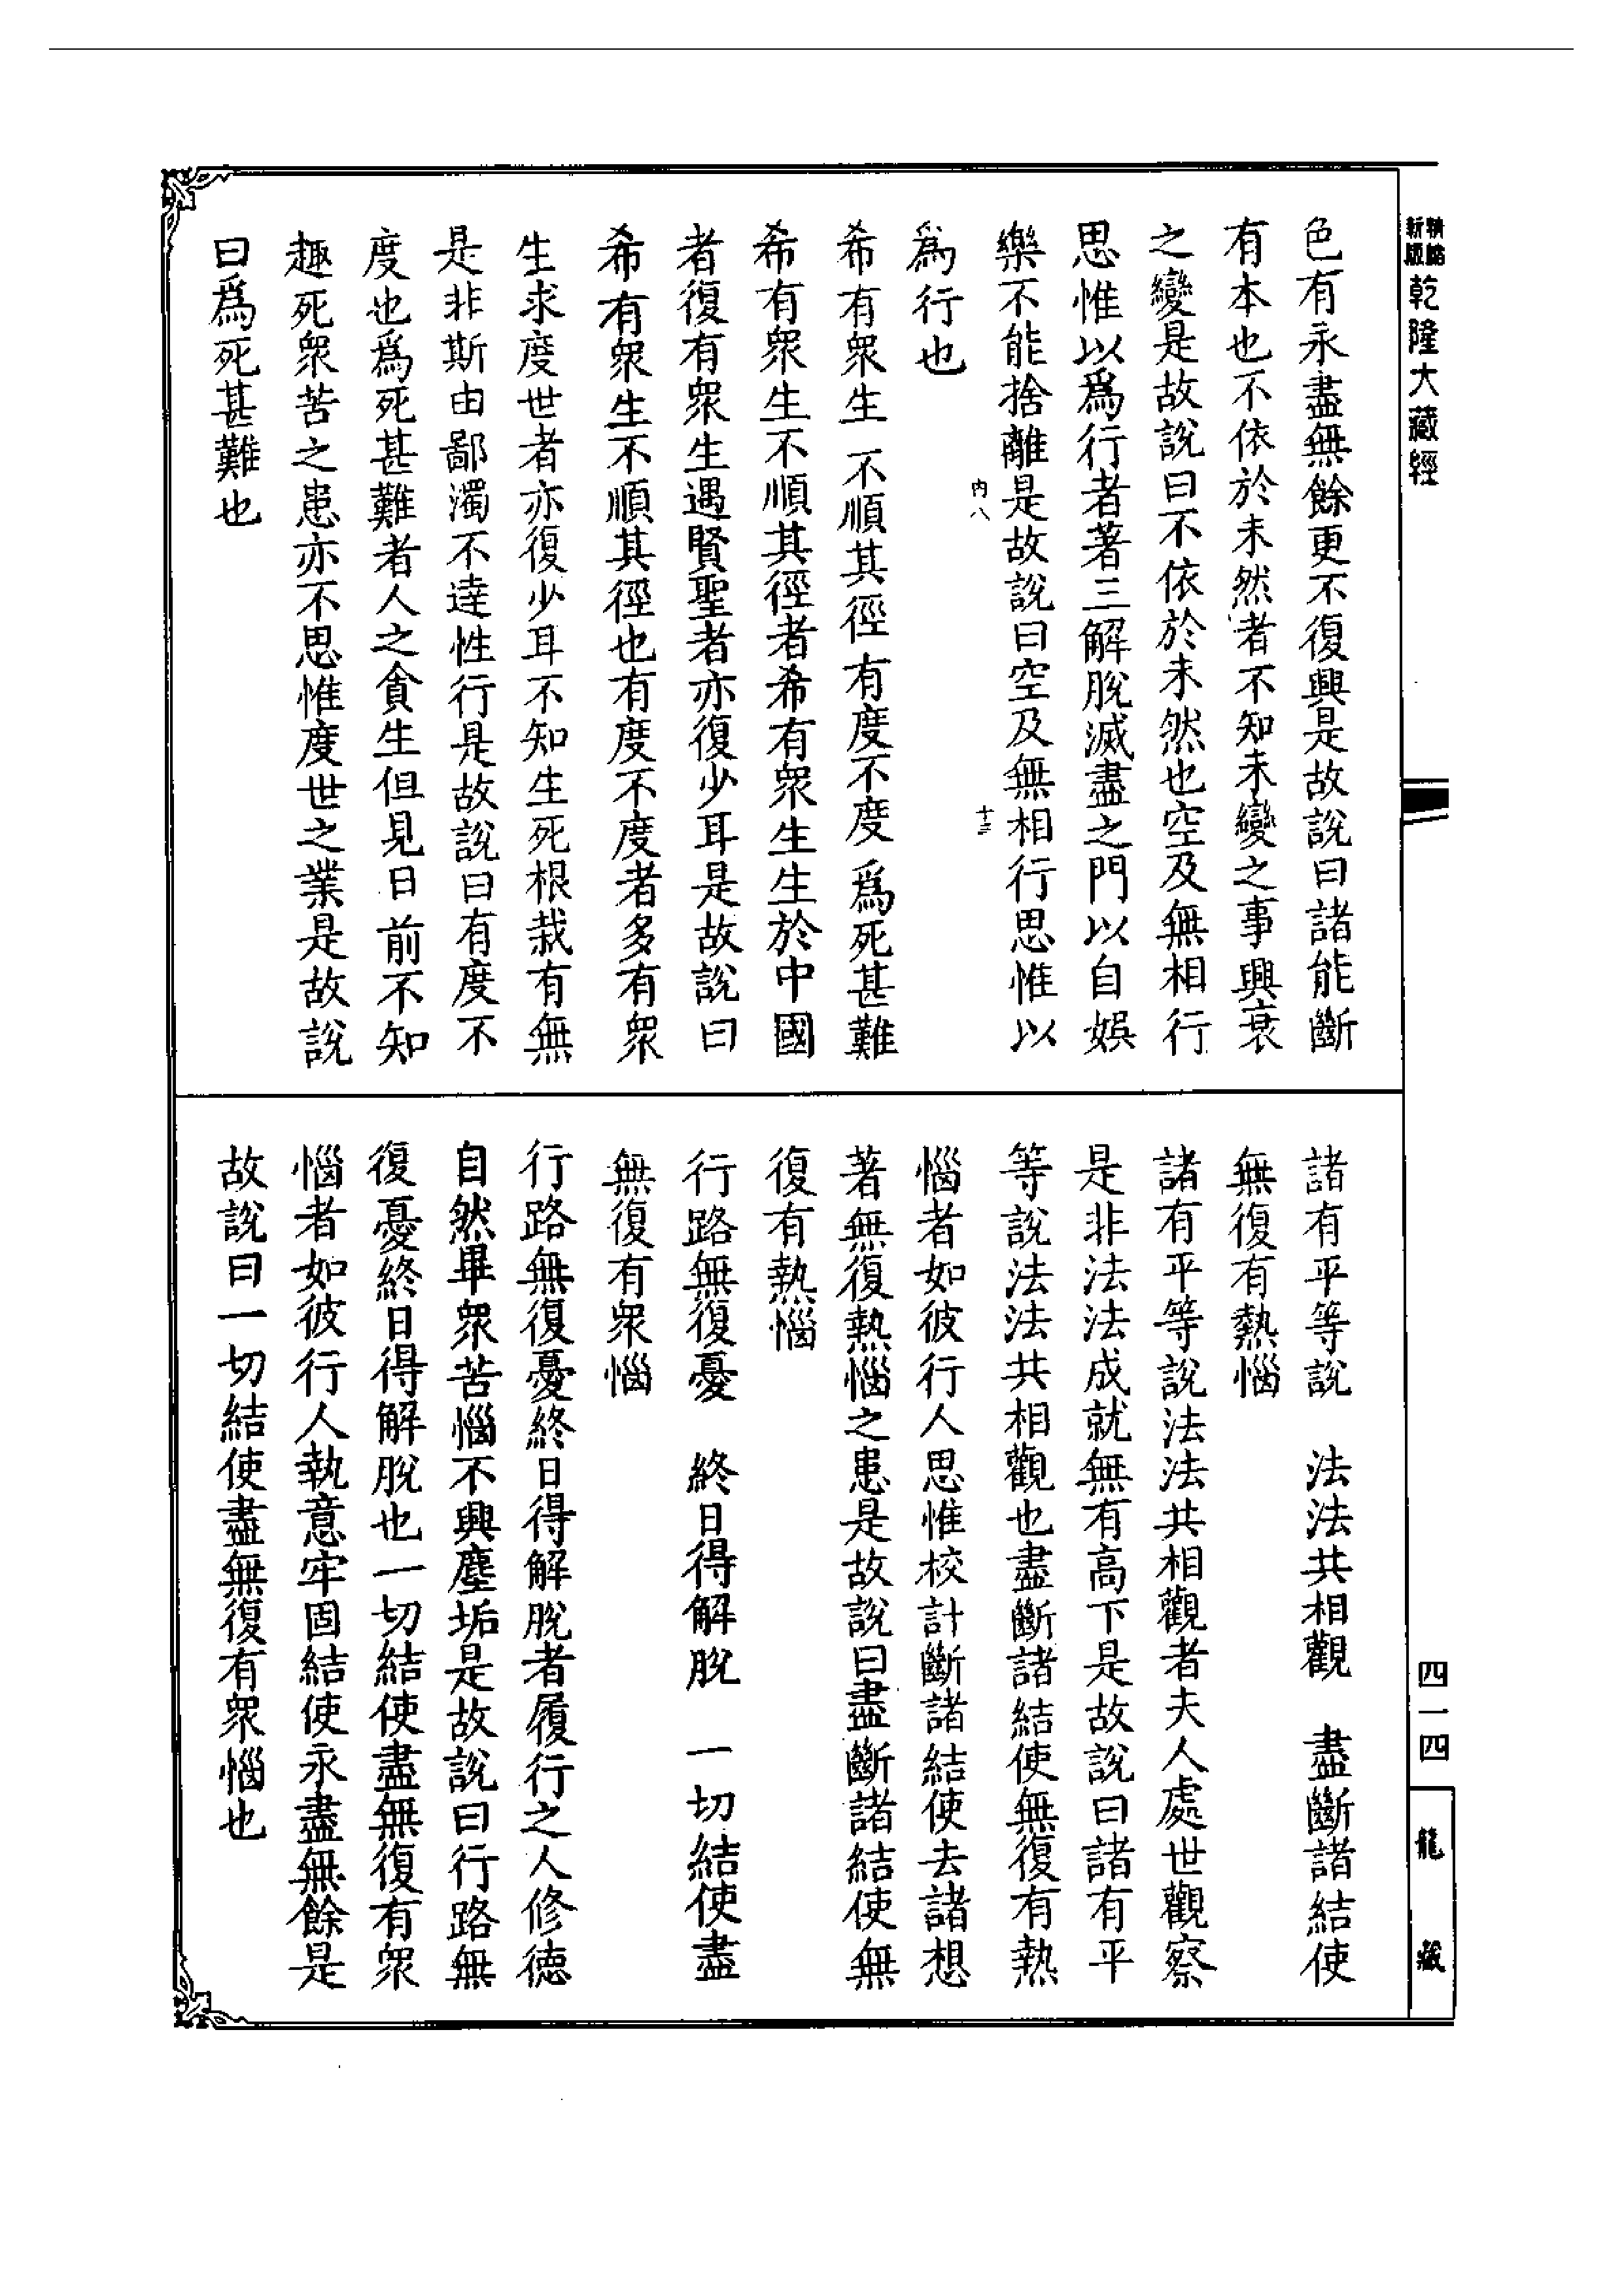 乾隆大藏經
色有永盡無餘更不復興是故說曰諸能斷
有本也不依於未然者不知未變之事興衰
之變是故說曰不依於未然也空及無相行
思惟以爲行者著三解脫滅盡之門以自娛
樂不能捨離是故說曰空及無相行思惟以
內八 十三
爲行也
希有衆生 不順其徑 有度不度 爲死甚難
希有衆生不順其徑者希有衆生生於中國
者復有衆生遇賢聖者亦復少耳是故說曰
希有衆生不順其徑也有度不度者多有衆
生求度世者亦復少耳不知生死根栽有無
是非斯由鄙濁不達性行是故說曰有度不
度也爲死甚難者人之貪生但見目前不知
趣死衆苦之患亦不思惟度世之業是故說
曰爲死甚難也
諸有平等說 法法共相觀 盡斷諸結使
無復有熱惱
諸有平等說法法共相觀者夫人處世觀察
是非法法成就無有高下是故說曰諸有平
等說法法共相觀也盡斷諸結使無復有熱
惱者如彼行人思惟校計斷諸結使去諸想
著無復熱惱之患是故說曰盡斷諸結使無
復有熱惱
行路無復憂 終日得解脫 一切結使盡
無復有衆惱
行路無復憂終日得解脫者履行之人修德
自然畢衆苦惱不興塵垢是故說曰行路無
復憂終日得解脫也一切結使盡無復有衆
惱者如彼行人執意牢固結使永盡無餘是
故說曰一切結使盡無復有衆惱也
四一四
龍藏